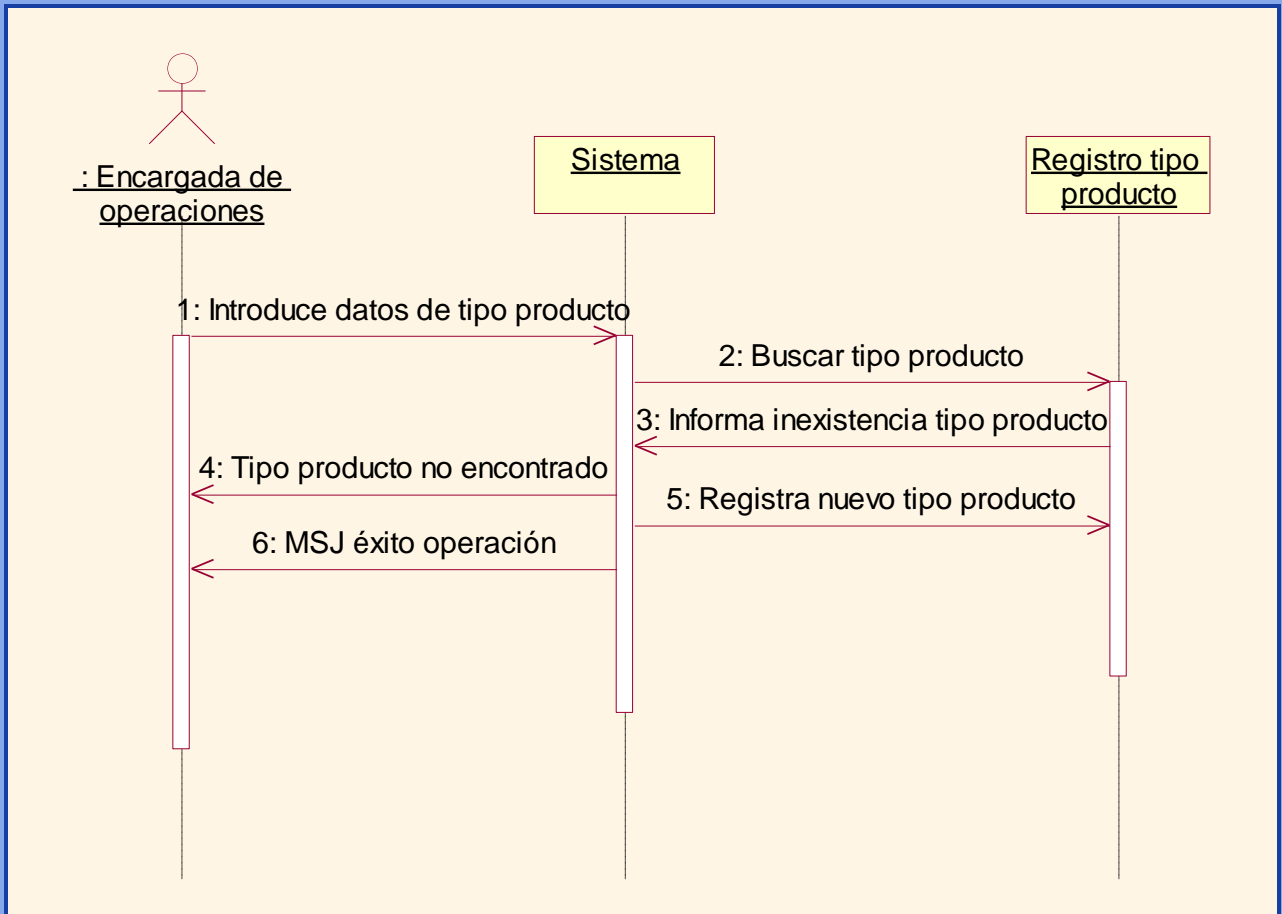 : Encargada de
operaciones
Sistema
Registro tipo
producto
1: Introduce datos de tipo producto
2: Buscar tipo producto
3: Informa inexistencia tipo producto
4: Tipo producto no encontrado
5: Registra nuevo tipo producto
6: MSJ éxito operación